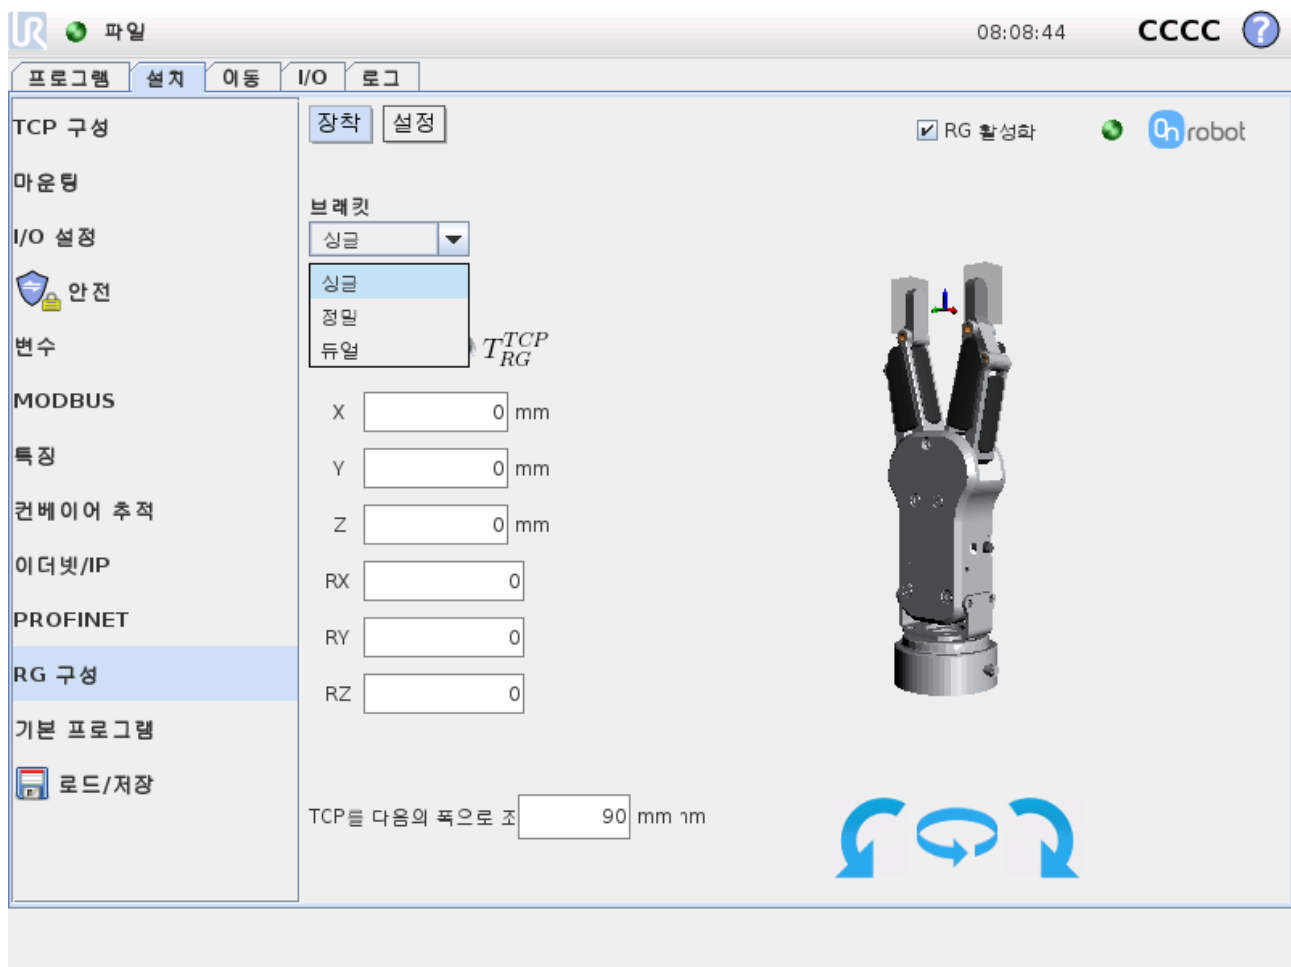 UR 파일 08:08:44 CCCC ?
프로그램 설치 이동 I/O 로그
TCP 구성
마운팅
I/O 설정
안전
변수
MODBUS
특징
컨베이어 추적
이더넷/IP
PROFINET
RG 구성
기본 프로그램
로드/저장
장착 설정
RG 활성화
On robot
브래킷
싱글
싱글
정밀
듀얼
T_{RG}^{TCP}
X 0 mm
Y 0 mm
Z 0 mm
RX 0
RY 0
RZ 0
TCP를 다음의 폭으로 조 90 mm